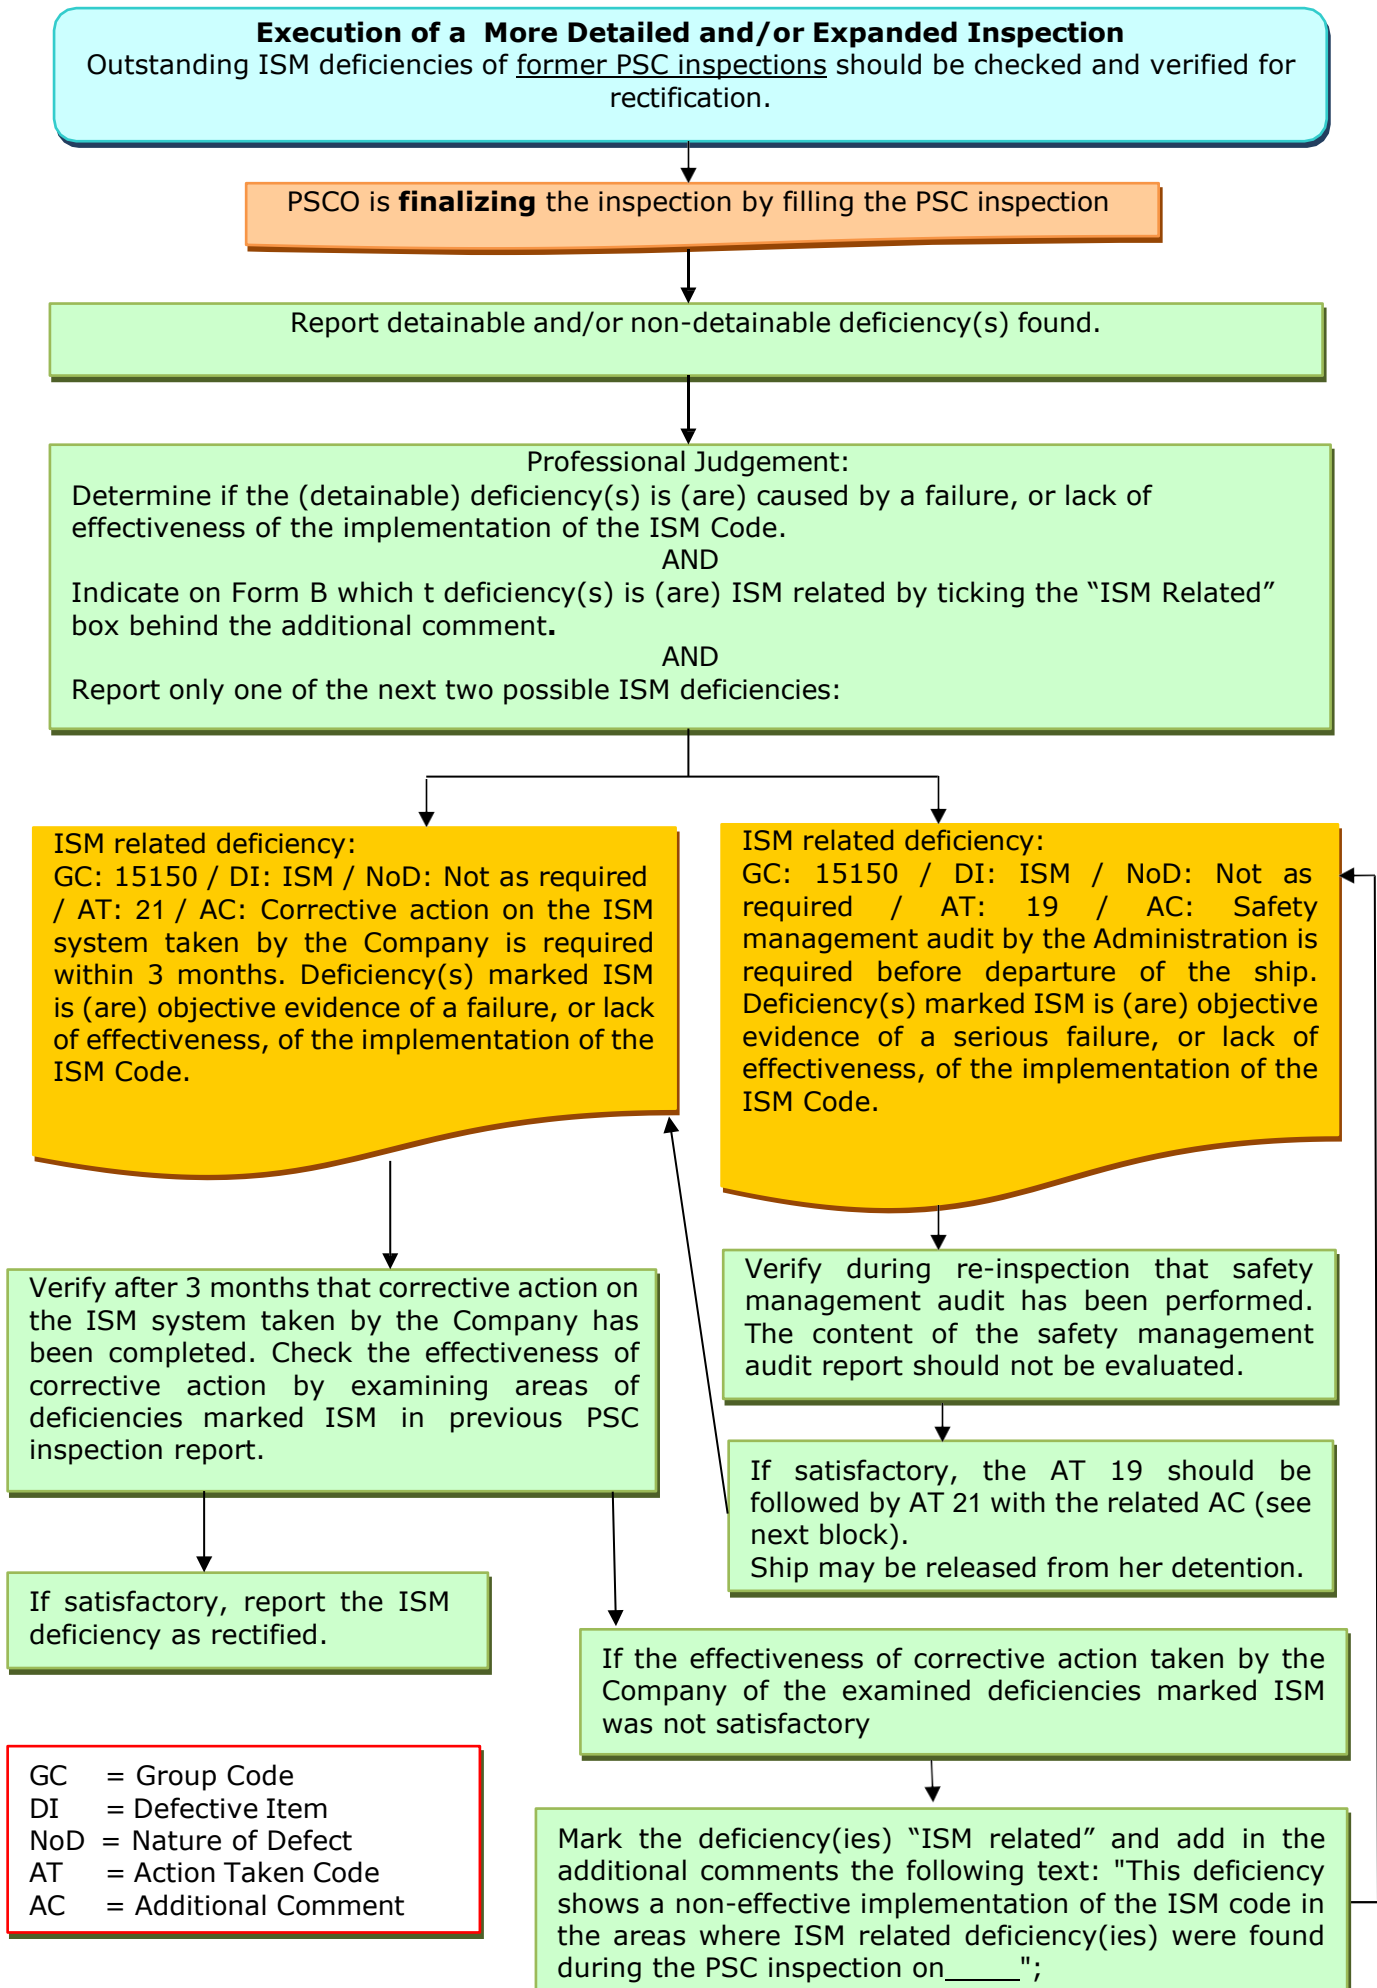 Execution of a More Detailed and/or Expanded Inspection
Outstanding ISM deficiencies of former PSC inspections should be checked and verified for
rectification.
PSCO is finalizing the inspection by filling the PSC inspection
Report detainable and/or non-detainable deficiency(s) found.
Professional Judgement:
Determine if the (detainable) deficiency(s) is (are) caused by a failure, or lack of
effectiveness of the implementation of the ISM Code.
AND
Indicate on Form B which t deficiency(s) is (are) ISM related by ticking the “ISM Related”
box behind the additional comment.
AND
Report only one of the next two possible ISM deficiencies:
ISM related deficiency:
GC: 15150 / DI: ISM / NoD: Not as required
/ AT: 21 / AC: Corrective action on the ISM
system taken by the Company is required
within 3 months. Deficiency(s) marked ISM
is (are) objective evidence of a failure, or lack
of effectiveness, of the implementation of the
ISM Code.
ISM related deficiency:
GC: 15150 / DI: ISM / NoD: Not as
required / AT: 19 / AC: Safety
management audit by the Administration is
required before departure of the ship.
Deficiency(s) marked ISM is (are) objective
evidence of a serious failure, or lack of
effectiveness, of the implementation of the
ISM Code.
Verify after 3 months that corrective action on
the ISM system taken by the Company has
been completed. Check the effectiveness of
corrective action by examining areas of
deficiencies marked ISM in previous PSC
inspection report.
Verify during re-inspection that safety
management audit has been performed.
The content of the safety management
audit report should not be evaluated.
If satisfactory, the AT 19 should be
followed by AT 21 with the related AC (see
next block).
Ship may be released from her detention.
If satisfactory, report the ISM
deficiency as rectified.
If the effectiveness of corrective action taken by the
Company of the examined deficiencies marked ISM
was not satisfactory
GC = Group Code
DI = Defective Item
NoD = Nature of Defect
AT = Action Taken Code
AC = Additional Comment
Mark the deficiency(ies) “ISM related” and add in the
additional comments the following text: "This deficiency
shows a non-effective implementation of the ISM code in
the areas where ISM related deficiency(ies) were found
during the PSC inspection on_____";